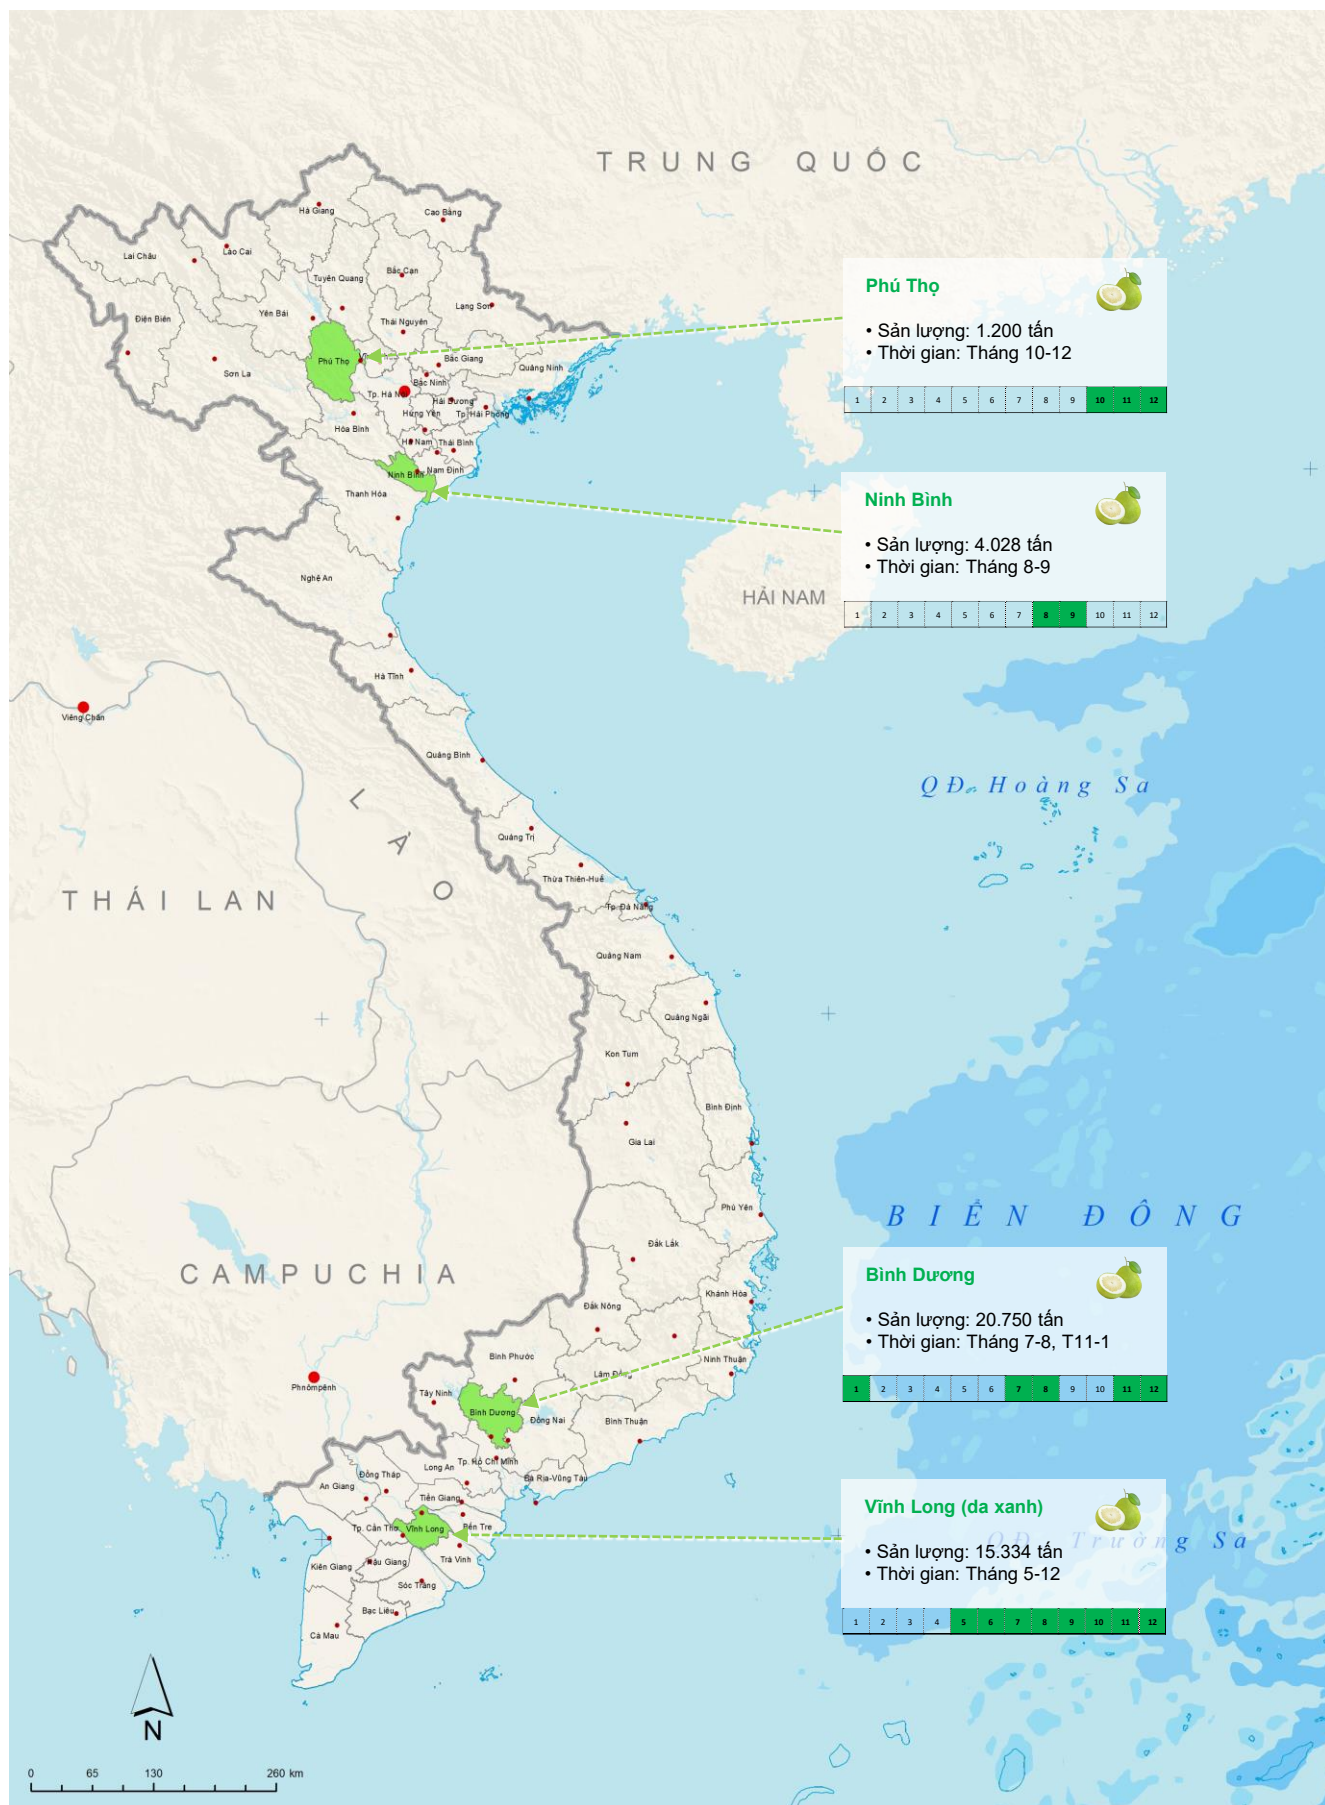 TRUNG QUỐC
Hà Giang
Cao Bằng
Lai Châu
Lào Cai
Tuyên Quang
Bắc Cạn
Điện Biên
Yên Bái
Thái Nguyên
Lạng Sơn
Phú Thọ
• Sản lượng: 1.200 tấn
• Thời gian: Tháng 10-12
1 2 3 4 5 6 7 8 9 10 11 12
Phú Thọ
Sơn La
Bắc Giang
Quảng Ninh
Bắc Ninh
Tp. Hà Nội
Hải Dương
Hưng Yên
Tp. Hải Phòng
Hòa Bình
Hà Nam
Thái Bình
Ninh Bình
Nam Định
Thanh Hóa
Ninh Bình
• Sản lượng: 4.028 tấn
• Thời gian: Tháng 8-9
1 2 3 4 5 6 7 8 9 10 11 12
Nghệ An
HẢI NAM
Hà Tĩnh
Viêng Chăn
Quảng Bình
QĐ. Hoàng Sa
LÀO
Quảng Trị
THÁI LAN
Thừa Thiên-Huế
Tp. Đà Nẵng
Quảng Nam
Quảng Ngãi
Kon Tum
Bình Định
Gia Lai
Phú Yên
BIỂN ĐÔNG
Đắk Lắk
CAMPUCHIA
Khánh Hòa
Đắk Nông
Bình Dương
• Sản lượng: 20.750 tấn
• Thời gian: Tháng 7-8, T11-1
1 2 3 4 5 6 7 8 9 10 11 12
Bình Phước
Ninh Thuận
Lâm Đồng
Phnômpênh
Tây Ninh
Bình Dương
Đồng Nai
Bình Thuận
Long An
Tp. Hồ Chí Minh
Bà Rịa-Vũng Tàu
Đồng Tháp
An Giang
Tiền Giang
Tp. Cần Thơ
Vĩnh Long
Bến Tre
Kiên Giang
Hậu Giang
Trà Vinh
Sóc Trăng
Bạc Liêu
Cà Mau
Vĩnh Long (da xanh)
• Sản lượng: 15.334 tấn
• Thời gian: Tháng 5-12
QĐ. Trường Sa
1 2 3 4 5 6 7 8 9 10 11 12
N
0 65 130 260 km